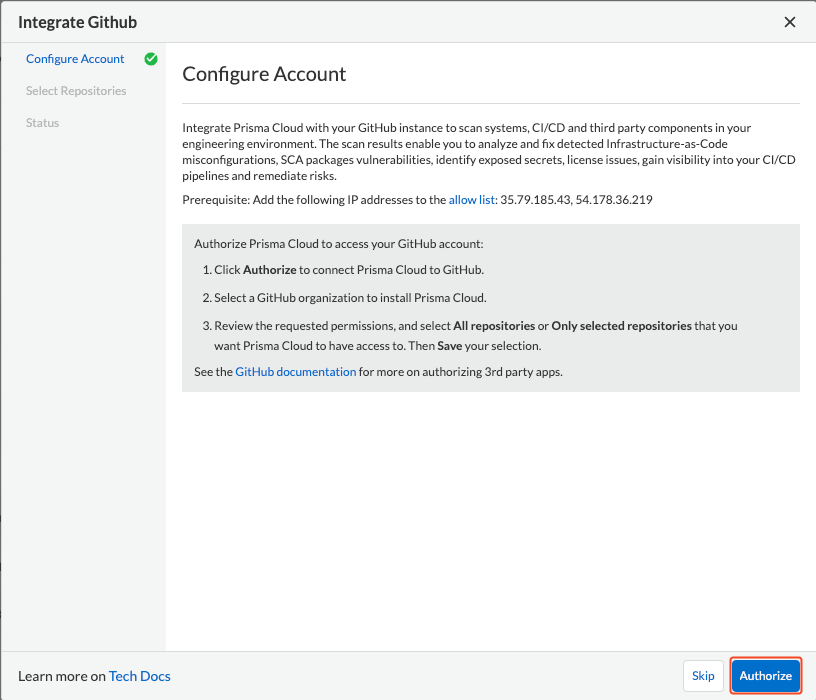 Integrate Github
Configure Account
Select Repositories
Status
Configure Account
Integrate Prisma Cloud with your GitHub instance to scan systems, CI/CD and third party components in your
engineering environment. The scan results enable you to analyze and fix detected Infrastructure-as-Code
misconfigurations, SCA packages vulnerabilities, identify exposed secrets, license issues, gain visibility into your CI/CD
pipelines and remediate risks.
Prerequisite: Add the following IP addresses to the allow list: 35.79.185.43, 54.178.36.219
Authorize Prisma Cloud to access your GitHub account:
1. Click Authorize to connect Prisma Cloud to GitHub.
2. Select a GitHub organization to install Prisma Cloud.
3. Review the requested permissions, and select All repositories or Only selected repositories that you
want Prisma Cloud to have access to. Then Save your selection.
See the GitHub documentation for more on authorizing 3rd party apps.
Learn more on Tech Docs
Skip
Authorize